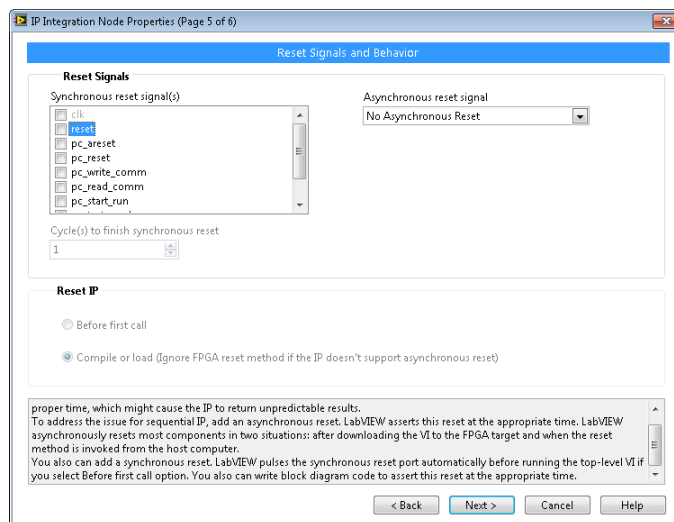 IP Integration Node Properties (Page 5 of 6)
Reset Signals and Behavior
Reset Signals
Synchronous reset signal(s)
clk
reset
pc_areset
pc_reset
pc_write_comm
pc_read_comm
pc_start_run
Asynchronous reset signal
No Asynchronous Reset
Cycle(s) to finish synchronous reset
1
Reset IP
Before first call
Compile or load (Ignore FPGA reset method if the IP doesn't support asynchronous reset)
proper time, which might cause the IP to return unpredictable results.
To address the issue for sequential IP, add an asynchronous reset. LabVIEW asserts this reset at the appropriate time. LabVIEW
asynchronously resets most components in two situations: after downloading the VI to the FPGA target and when the reset
method is invoked from the host computer.
You also can add a synchronous reset. LabVIEW pulses the synchronous reset port automatically before running the top-level VI if
you select Before first call option. You also can write block diagram code to assert this reset at the appropriate time.
< Back
Next >
Cancel
Help